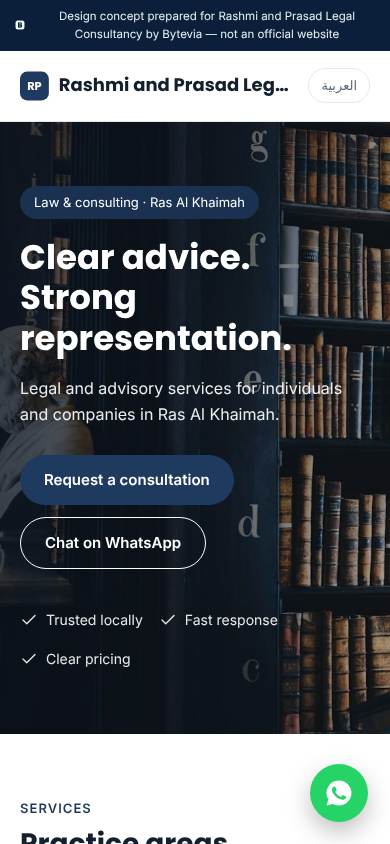 Design concept prepared for Rashmi and Prasad Legal
Consultancy by Bytevia — not an official website
RP
Rashmi and Prasad Leg...
العربية
k
g
Law & consulting · Ras Al Khaimah
f
Clear advice.
Strong
representation.
e
Legal and advisory services for individuals
and companies in Ras Al Khaimah.
Request a consultation
d
Chat on WhatsApp
Trusted locally
Fast response
Clear pricing
c
SERVICES
Practice areas